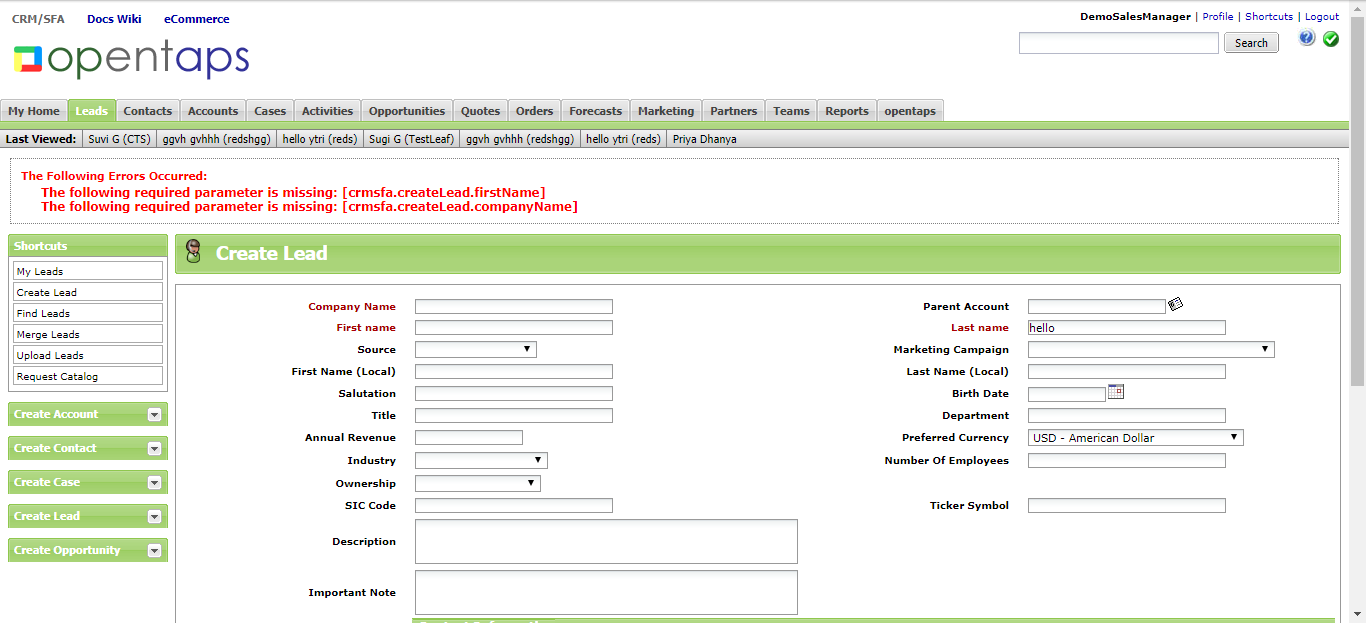 CRM/SFA Docs Wiki eCommerce
DemoSalesManager | Profile | Shortcuts | Logout
opentaps
Search
My Home Leads Contacts Accounts Cases Activities Opportunities Quotes Orders Forecasts Marketing Partners Teams Reports opentaps
Last Viewed: Suvi G (CTS) ggvh gvhhh (redshgg) hello ytri (reds) Sugi G (TestLeaf) ggvh gvhhh (redshgg) hello ytri (reds) Priya Dhanya
The Following Errors Occurred:
The following required parameter is missing: [crmsfa.createLead.firstName]
The following required parameter is missing: [crmsfa.createLead.companyName]
Shortcuts
My Leads
Create Lead
Find Leads
Merge Leads
Upload Leads
Request Catalog
Create Account
Create Contact
Create Case
Create Lead
Create Opportunity
Create Lead
Company Name Parent Account
First name Last name hello
Source Marketing Campaign
First Name (Local) Last Name (Local)
Salutation Birth Date
Title Department
Annual Revenue Preferred Currency USD - American Dollar
Industry Number Of Employees
Ownership
SIC Code Ticker Symbol
Description
Important Note